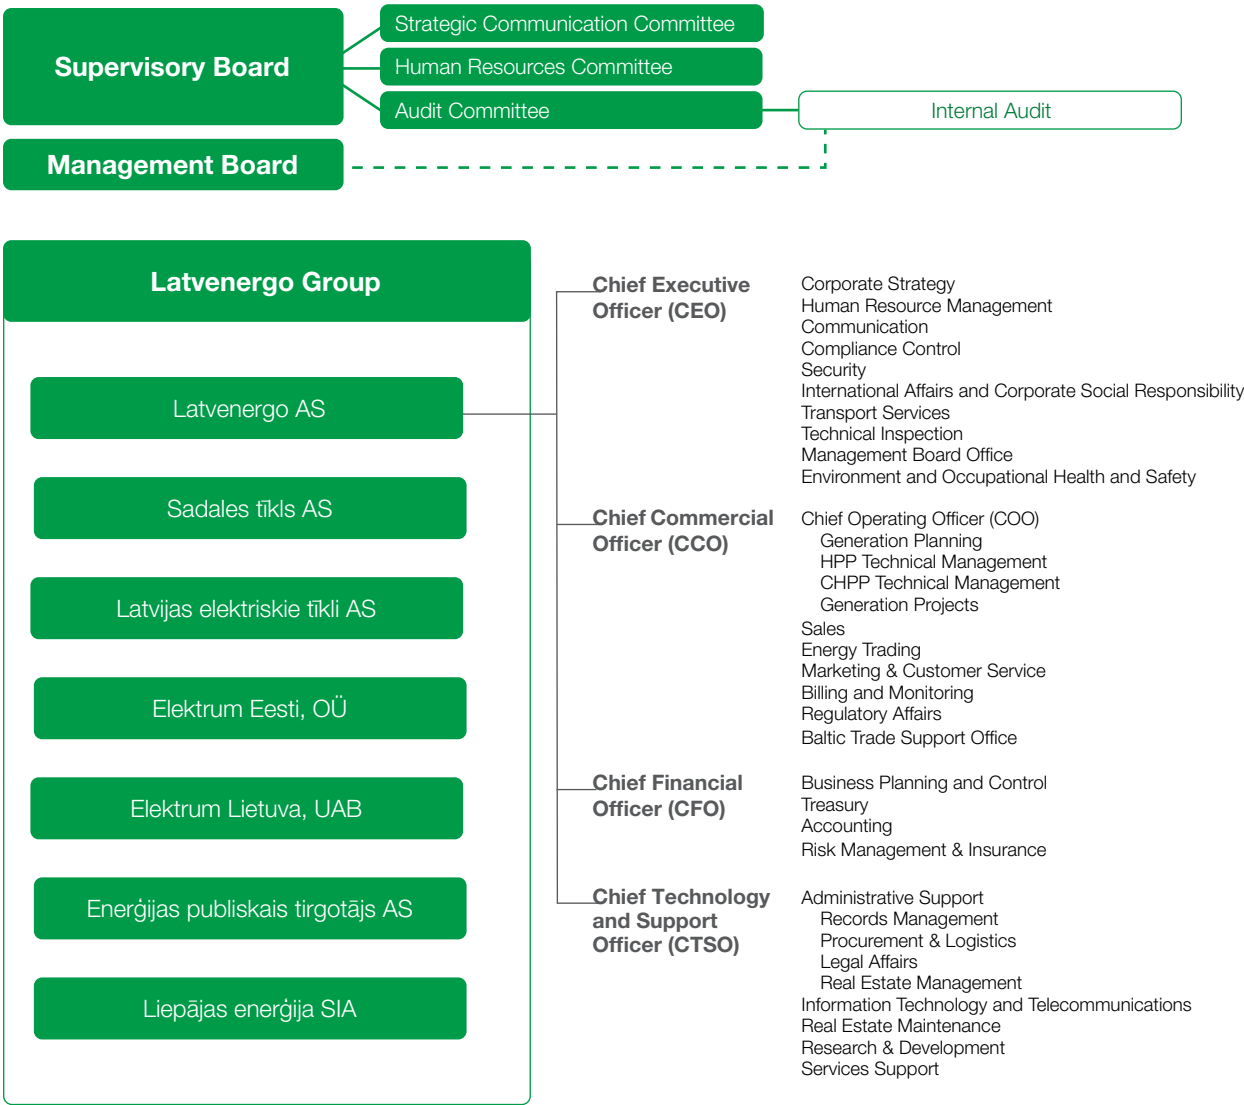 Supervisory Board
Strategic Communication Committee
Human Resources Committee
Audit Committee
Internal Audit
Management Board
Latvenergo Group
Latvenergo AS
Sadales tīkls AS
Latvijas elektriskie tīkli AS
Elektrum Eesti, OÜ
Elektrum Lietuva, UAB
Enerģijas publiskais tirgotājs AS
Liepājas enerģija SIA
Chief Executive
Officer (CEO)
Corporate Strategy
Human Resource Management
Communication
Compliance Control
Security
International Affairs and Corporate Social Responsibility
Transport Services
Technical Inspection
Management Board Office
Environment and Occupational Health and Safety
Chief Commercial
Officer (CCO)
Chief Operating Officer (COO)
Generation Planning
HPP Technical Management
CHPP Technical Management
Generation Projects
Sales
Energy Trading
Marketing & Customer Service
Billing and Monitoring
Regulatory Affairs
Baltic Trade Support Office
Chief Financial
Officer (CFO)
Business Planning and Control
Treasury
Accounting
Risk Management & Insurance
Chief Technology
and Support
Officer (CTSO)
Administrative Support
Records Management
Procurement & Logistics
Legal Affairs
Real Estate Management
Information Technology and Telecommunications
Real Estate Maintenance
Research & Development
Services Support